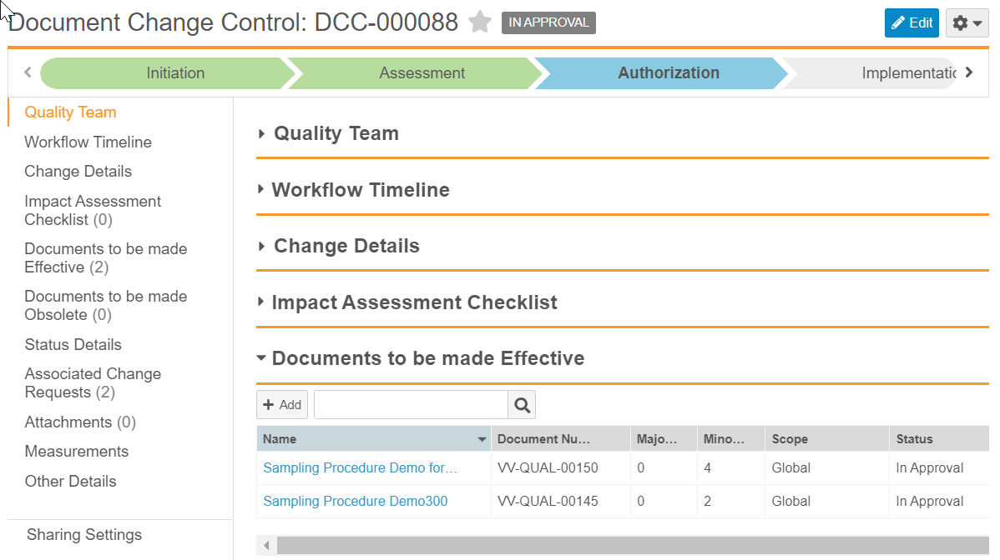 Document Change Control: DCC-000088 IN APPROVAL
Edit
Initiation Assessment Authorization Implementatic
Quality Team
Workflow Timeline
Change Details
Impact Assessment
Checklist (0)
Documents to be made
Effective (2)
Documents to be made
Obsolete (0)
Status Details
Associated Change
Requests (2)
Attachments (0)
Measurements
Other Details
Sharing Settings
Quality Team
Workflow Timeline
Change Details
Impact Assessment Checklist
Documents to be made Effective
+ Add
Name Document Nu... Majo... Mino... Scope Status
Sampling Procedure Demo for... VV-QUAL-00150 0 4 Global In Approval
Sampling Procedure Demo300 VV-QUAL-00145 0 2 Global In Approval